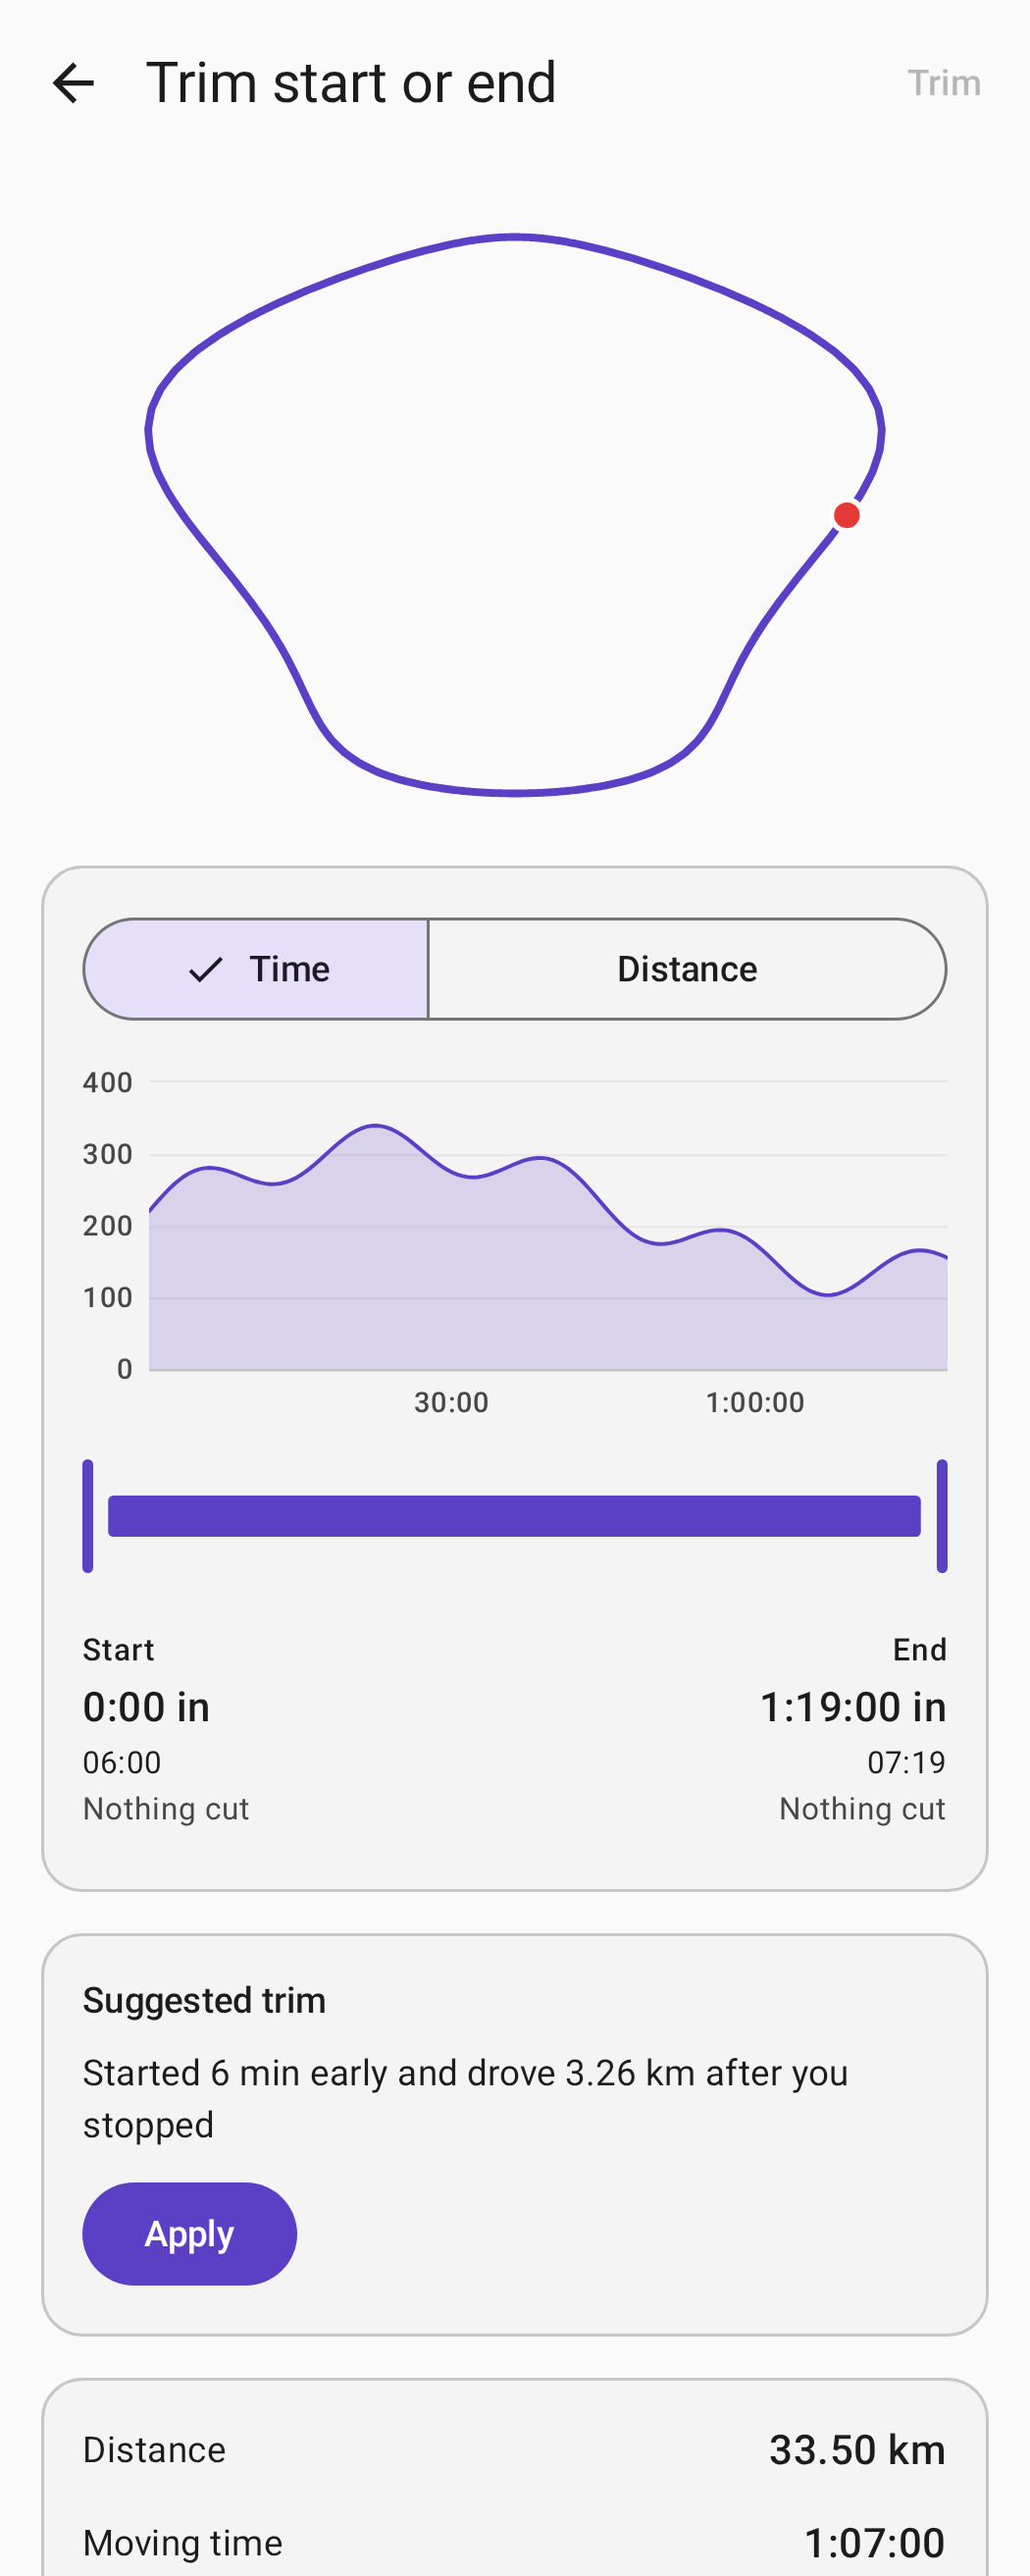 Trim start or end
Trim
Time
Distance
400
300
200
100
0
30:00
1:00:00
Start
End
0:00 in
1:19:00 in
06:00
07:19
Nothing cut
Nothing cut
Suggested trim
Started 6 min early and drove 3.26 km after you
stopped
Apply
Distance
33.50 km
Moving time
1:07:00